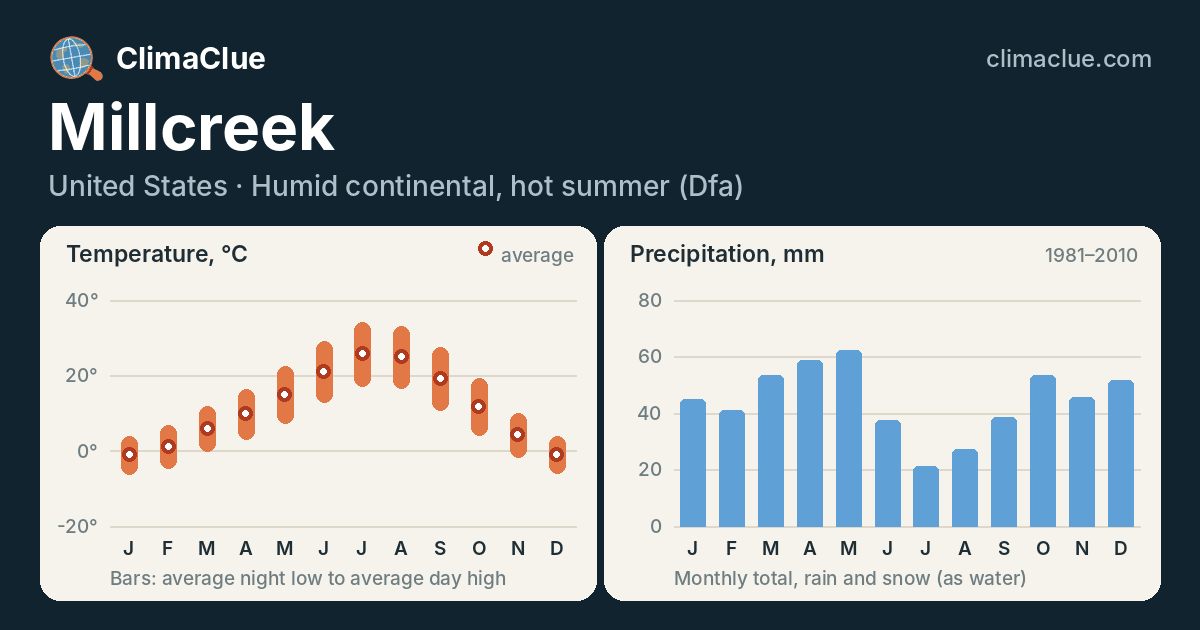 ClimaClue
climaclue.com
Millcreek
United States · Humid continental, hot summer (Dfa)
Temperature, °C
average
40°
20°
0°
-20°
J F M A M J J A S O N D
Bars: average night low to average day high
Precipitation, mm
1981–2010
80
60
40
20
0
J F M A M J J A S O N D
Monthly total, rain and snow (as water)